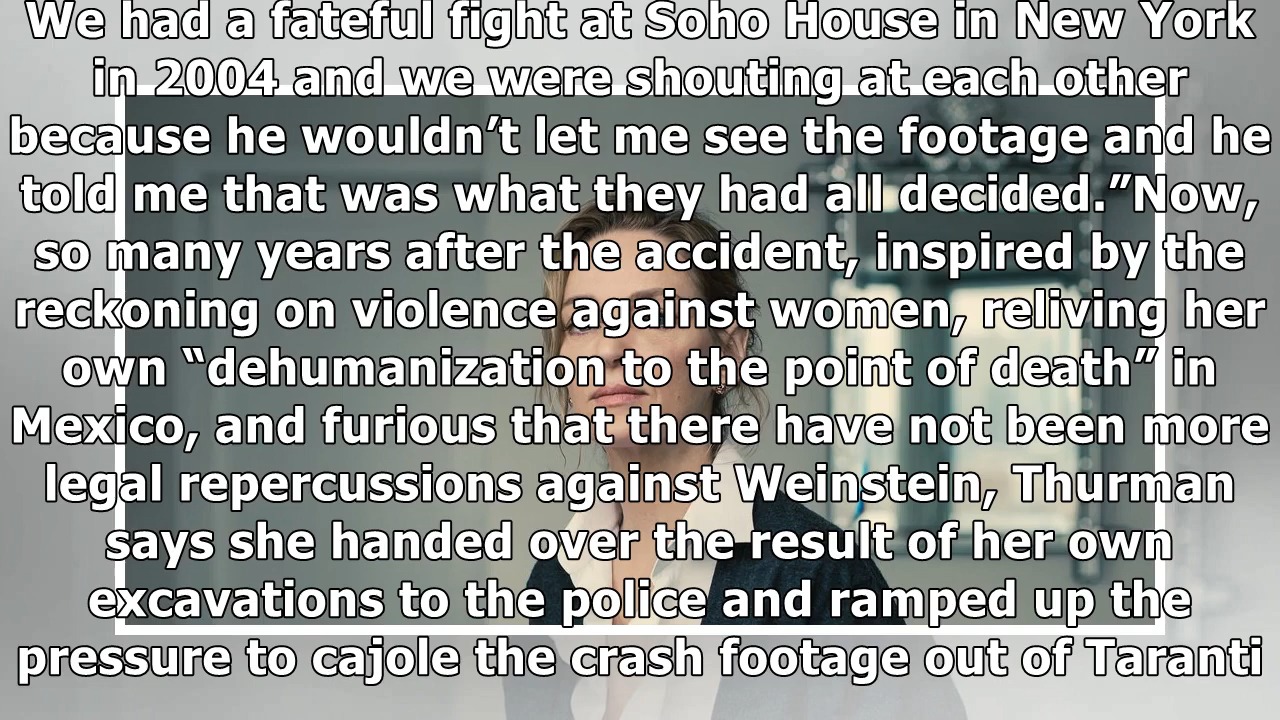 We had a fateful fight at Soho House in New York
in 2004 and we were shouting at each other
because he wouldn’t let me see the footage and he
told me that was what they had all decided.”Now,
so many years after the accident, inspired by the
reckoning on violence against women, reliving her
own “dehumanization to the point of death” in
Mexico, and furious that there have not been more
legal repercussions against Weinstein, Thurman
says she handed over the result of her own
excavations to the police and ramped up the
pressure to cajole the crash footage out of Taranti